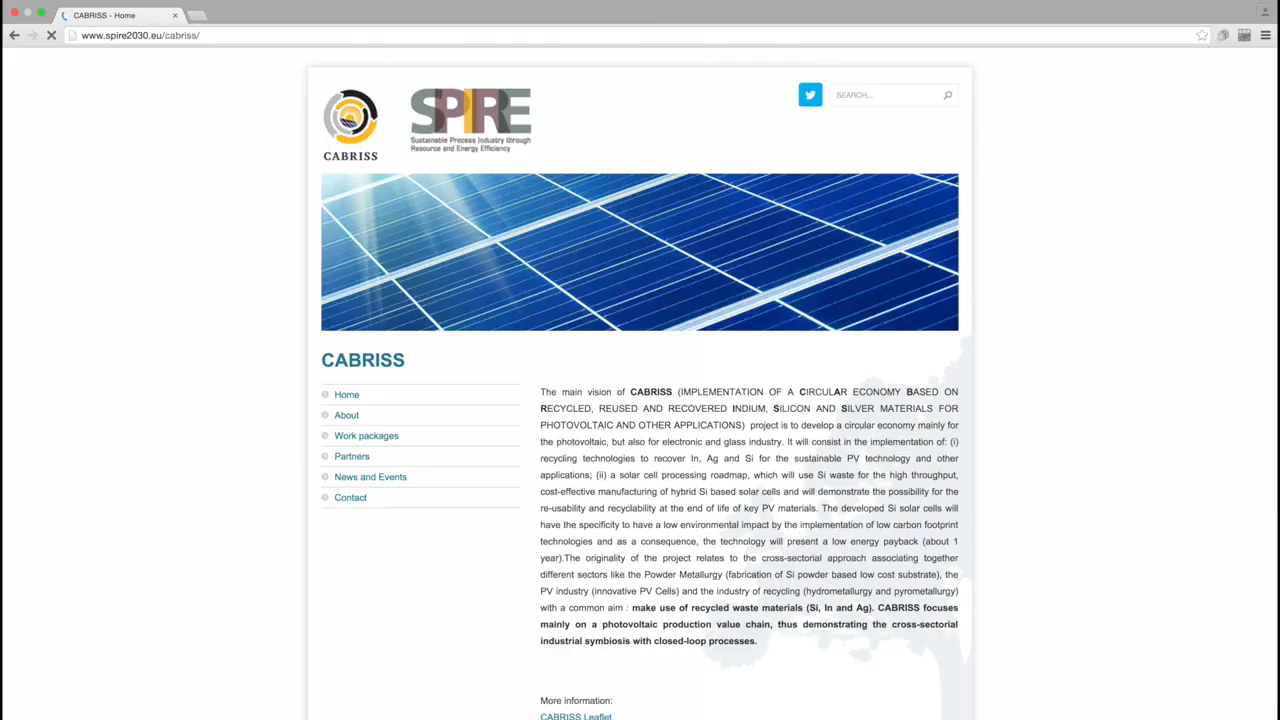 CABRISS - Home
www.spire2030.eu/cabriss/
SPIRE
Sustainable Process Industry through
Resource and Energy Efficiency
CABRISS
SEARCH...
CABRISS
Home
About
Work packages
Partners
News and Events
Contact
The main vision of CABRISS (IMPLEMENTATION OF A CIRCULAR ECONOMY BASED ON
RECYCLED, REUSED AND RECOVERED INDIUM, SILICON AND SILVER MATERIALS FOR
PHOTOVOLTAIC AND OTHER APPLICATIONS) project is to develop a circular economy mainly for
the photovoltaic, but also for electronic and glass industry. It will consist in the implementation of: (i)
recycling technologies to recover In, Ag and Si for the sustainable PV technology and other
applications; (ii) a solar cell processing roadmap, which will use Si waste for the high throughput,
cost-effective manufacturing of hybrid Si based solar cells and will demonstrate the possibility for the
re-usability and recyclability at the end of life of key PV materials. The developed Si solar cells will
have the specificity to have a low environmental impact by the implementation of low carbon footprint
technologies and as a consequence, the technology will present a low energy payback (about 1
year).The originality of the project relates to the cross-sectorial approach associating together
different sectors like the Powder Metallurgy (fabrication of Si powder based low cost substrate), the
PV industry (innovative PV Cells) and the industry of recycling (hydrometallurgy and pyrometallurgy)
with a common aim : make use of recycled waste materials (Si, In and Ag). CABRISS focuses
mainly on a photovoltaic production value chain, thus demonstrating the cross-sectorial
industrial symbiosis with closed-loop processes.
More information:
CABRISS Leaflet